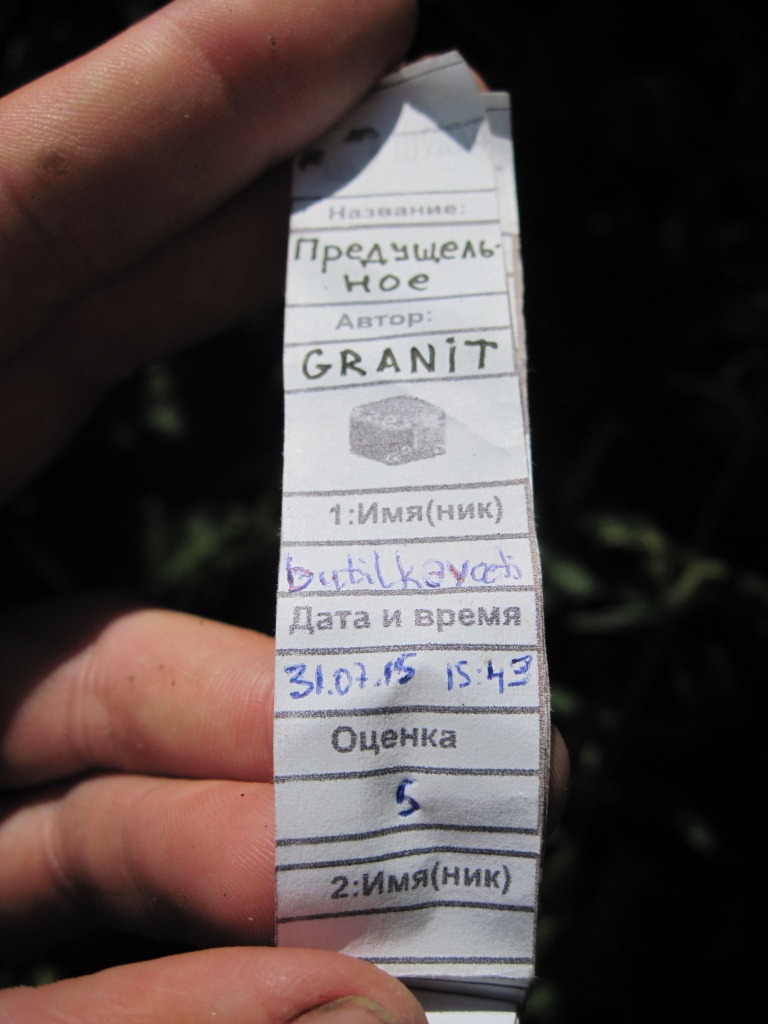 Название:
Предущель-
ное
Автор:
GRANiT
1:Имя(ник)
Дата и время
31.07.15 15:43
Оценка
5
2:Имя(ник)